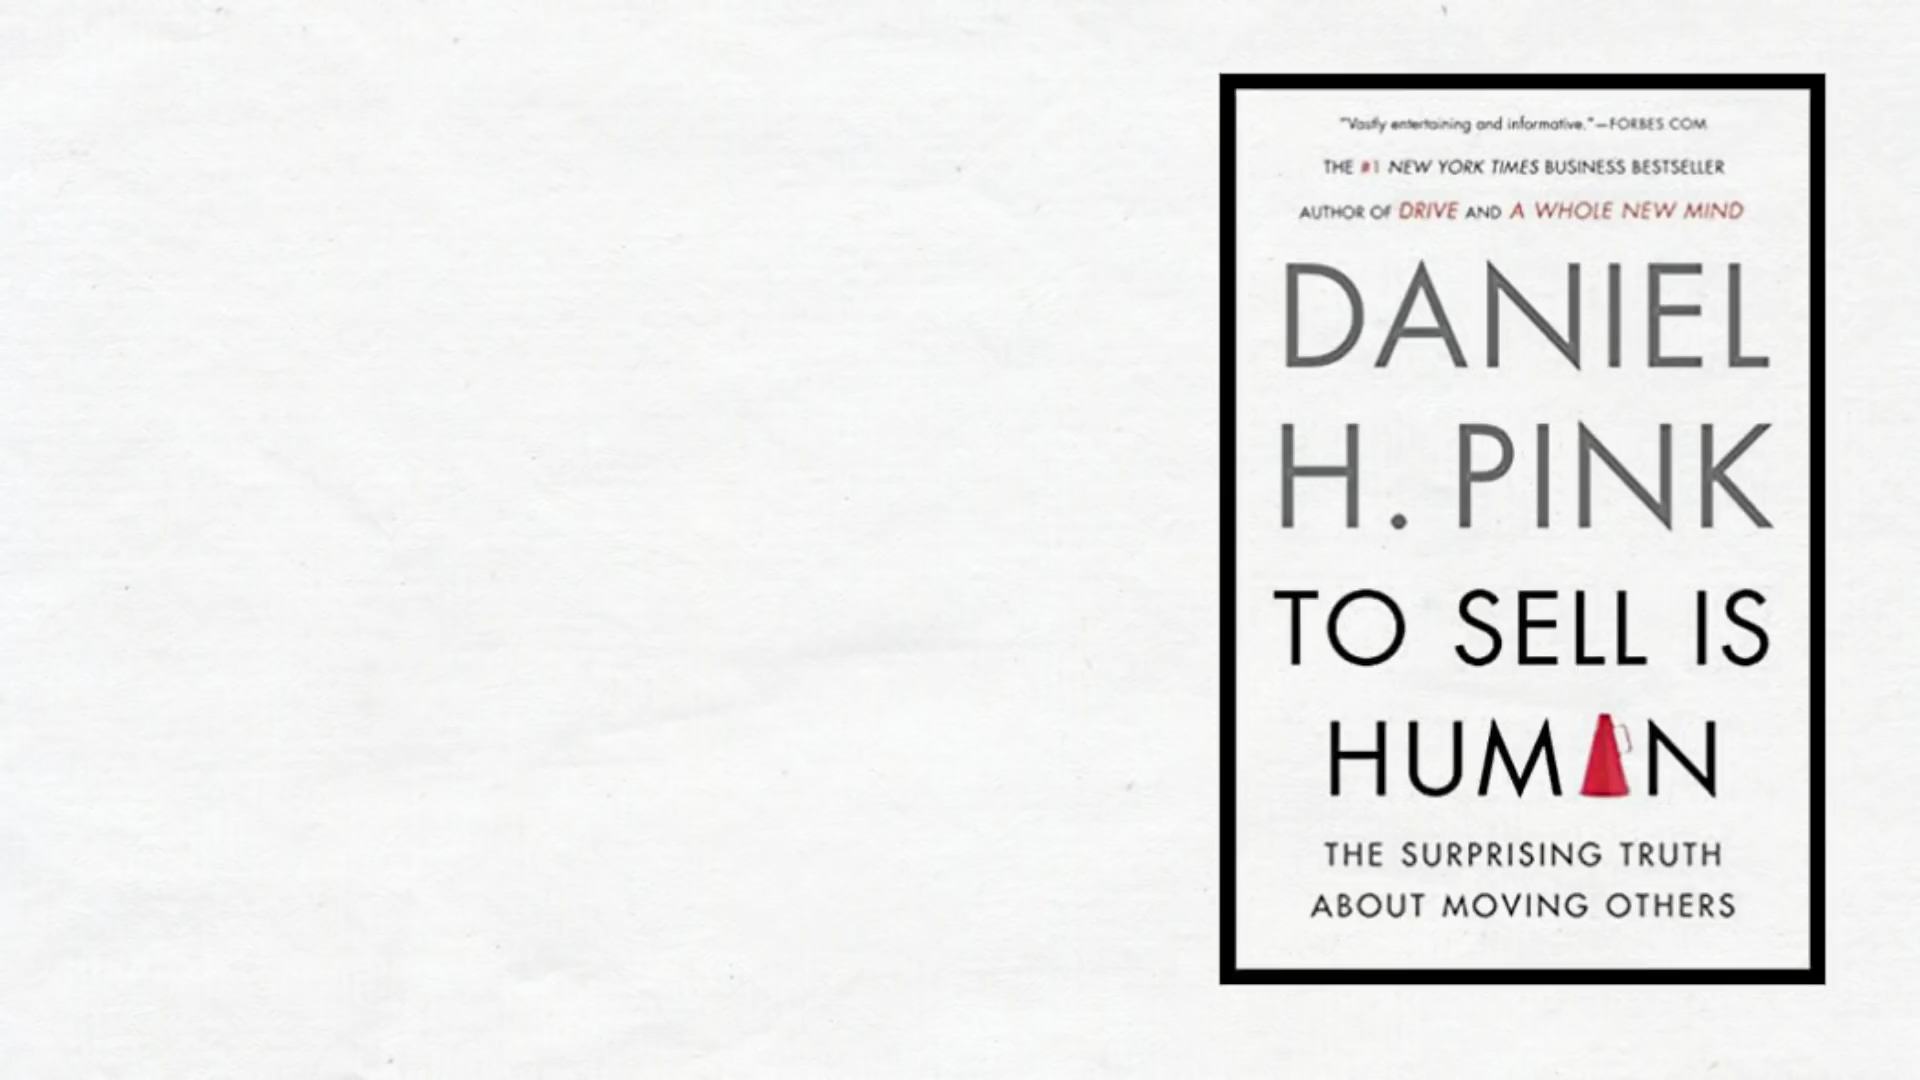 "Vastly entertaining and informative."—FORBES.COM
THE #1 NEW YORK TIMES BUSINESS BESTSELLER
AUTHOR OF DRIVE AND A WHOLE NEW MIND
DANIEL
H. PINK
TO SELL IS
HUMAN
THE SURPRISING TRUTH
ABOUT MOVING OTHERS